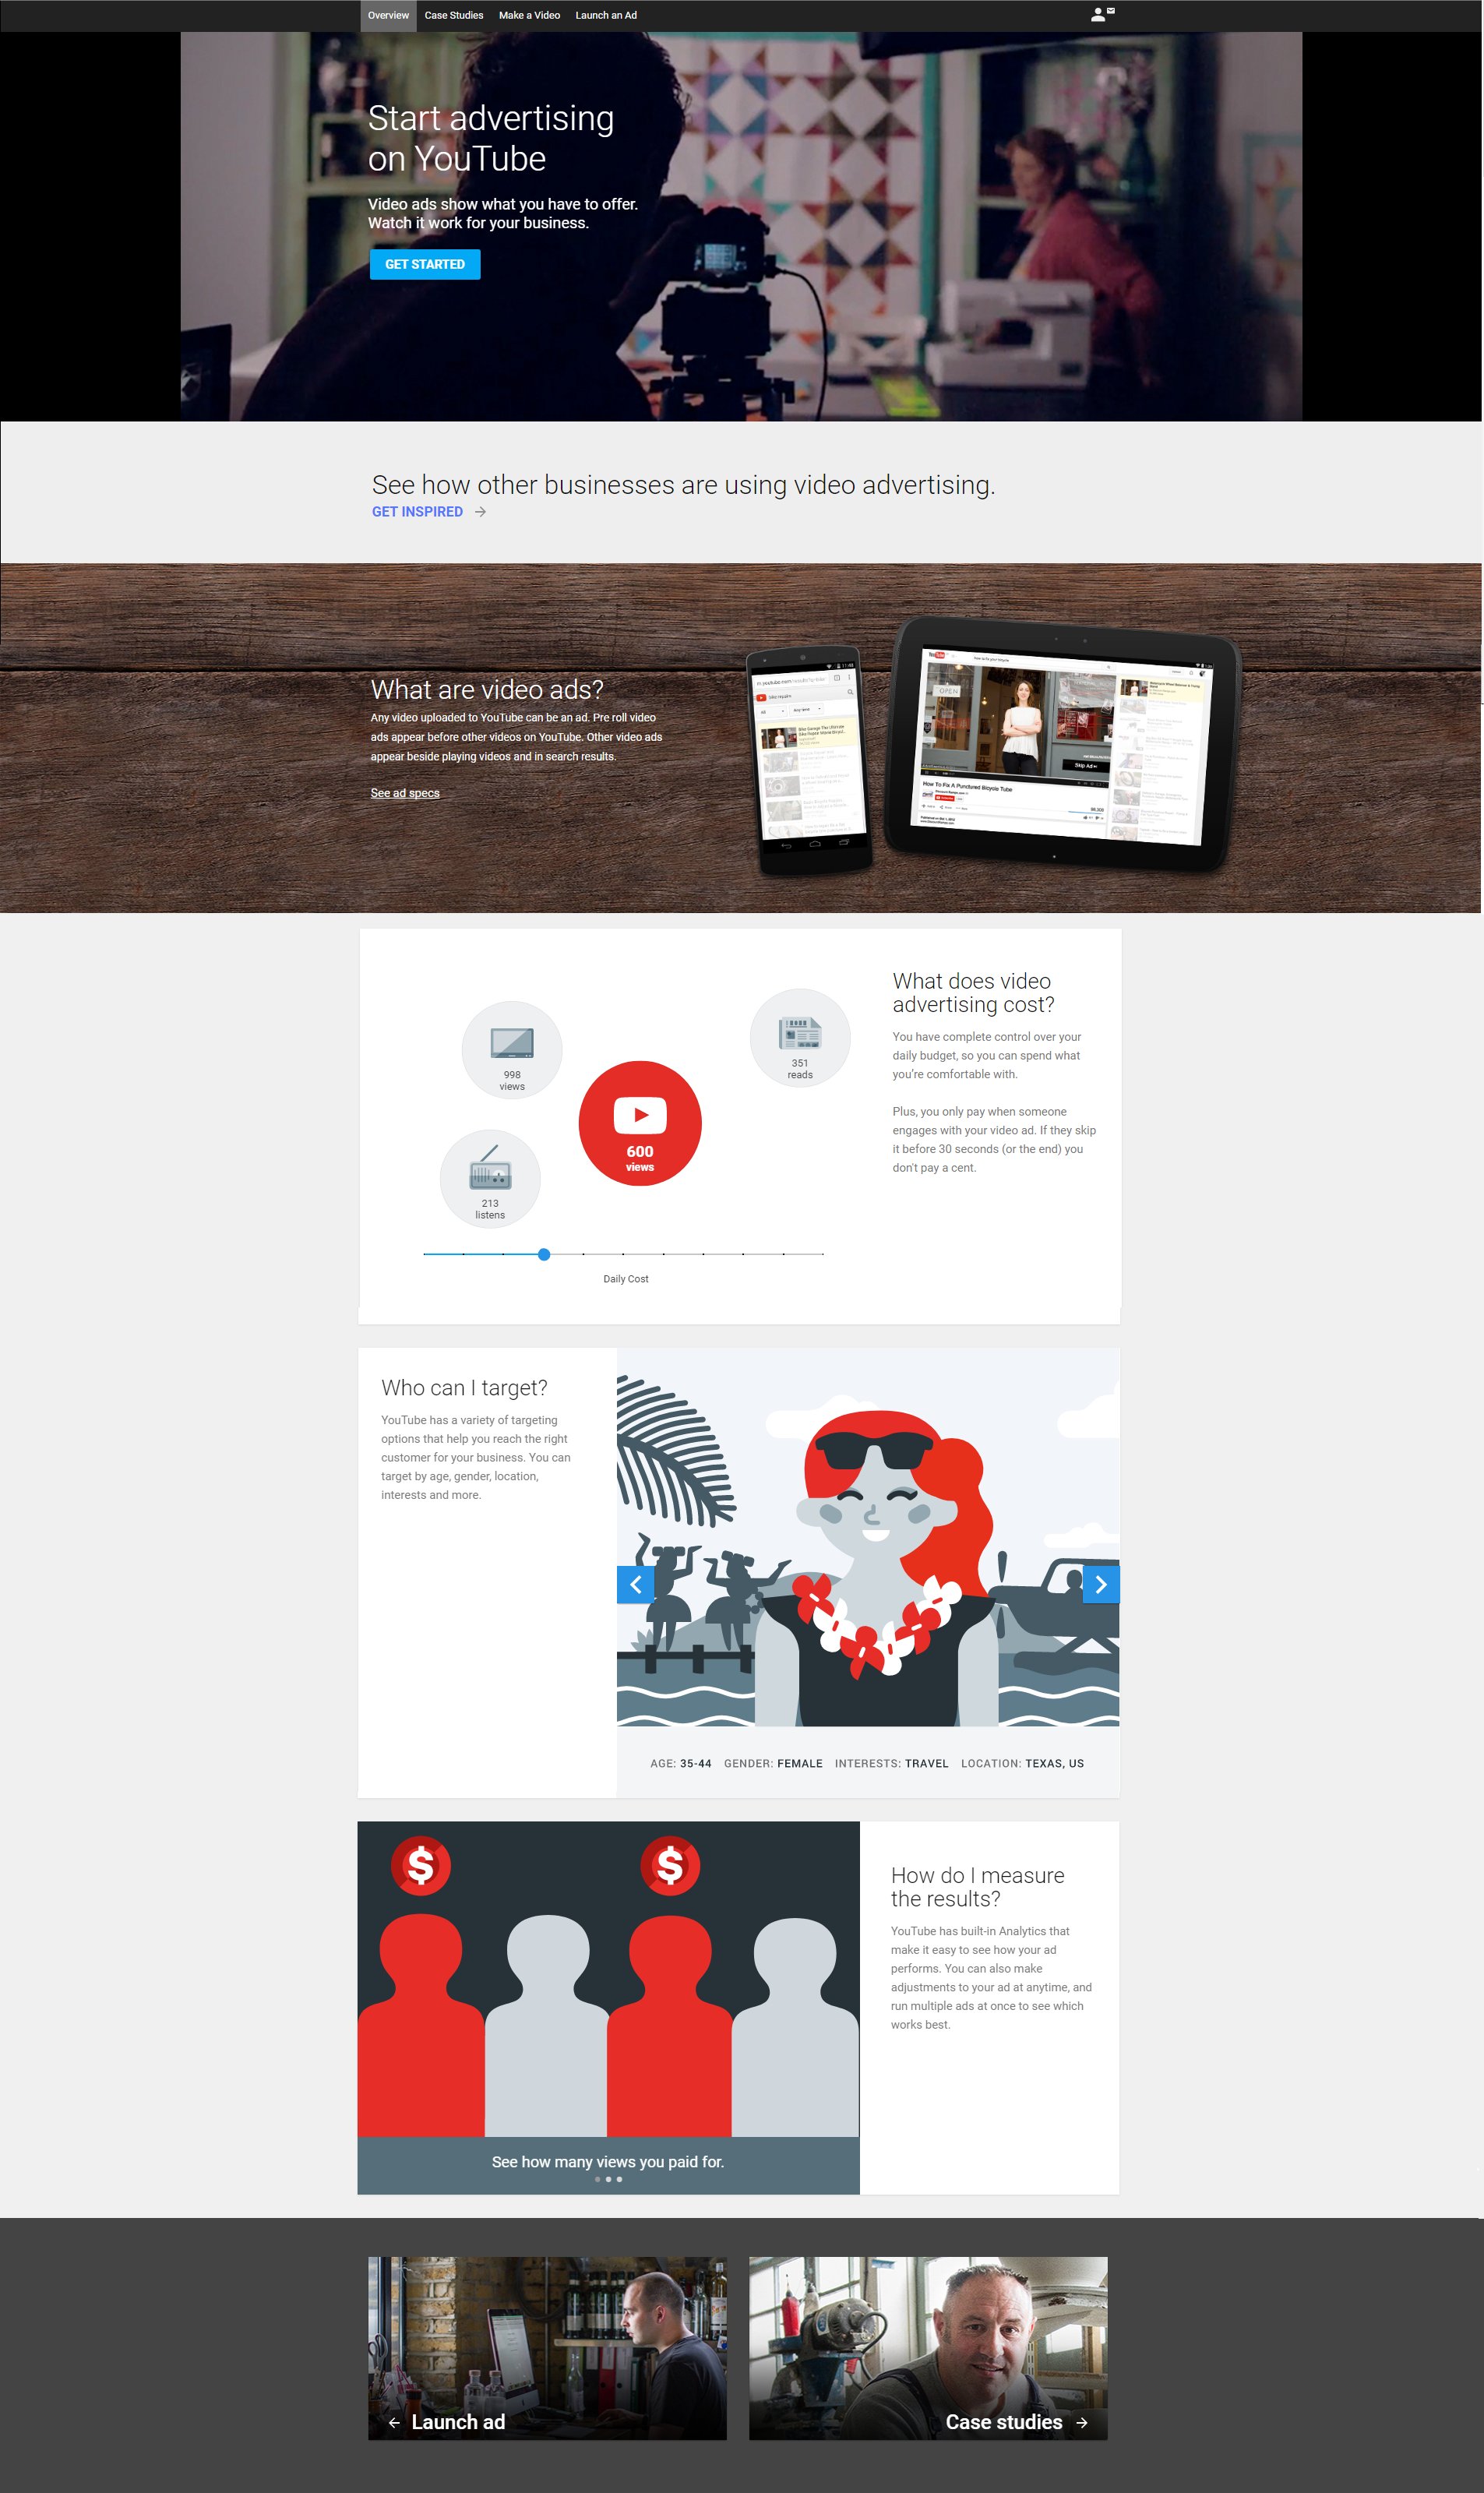 Overview Case Studies Make a Video Launch an Ad
Start advertising
on YouTube
Video ads show what you have to offer.
Watch it work for your business.
GET STARTED
See how other businesses are using video advertising.
GET INSPIRED
What are video ads?
Any video uploaded to YouTube can be an ad. Pre roll video
ads appear before other videos on YouTube. Other video ads
appear beside playing videos and in search results.
See ad specs
OPEN
Skip Ad
How To Fix A Punctured Bicycle Tube
What does video
advertising cost?
You have complete control over your
daily budget, so you can spend what
you're comfortable with.
Plus, you only pay when someone
engages with your video ad. If they skip
it before 30 seconds (or the end) you
don't pay a cent.
998
views
351
reads
600
views
213
listens
Daily Cost
Who can I target?
YouTube has a variety of targeting
options that help you reach the right
customer for your business. You can
target by age, gender, location,
interests and more.
AGE: 35-44 GENDER: FEMALE INTERESTS: TRAVEL LOCATION: TEXAS, US
$ $
How do I measure
the results?
YouTube has built-in Analytics that
make it easy to see how your ad
performs. You can also make
adjustments to your ad at anytime, and
run multiple ads at once to see which
works best.
See how many views you paid for.
Launch ad
Case studies